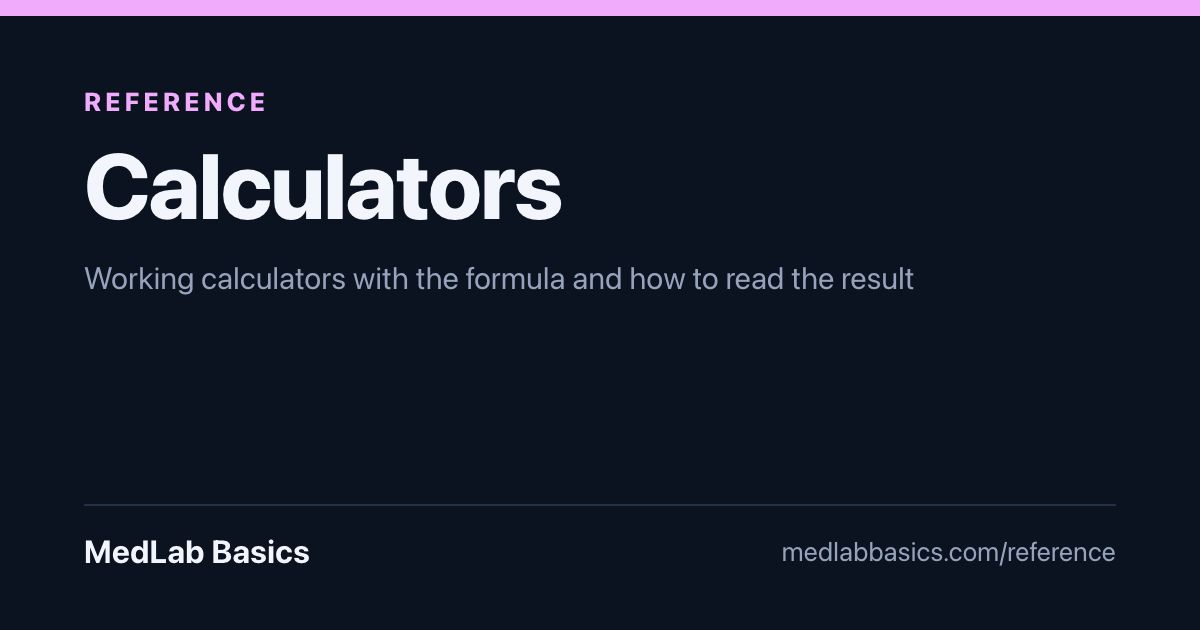 REFERENCE
Calculators
Working calculators with the formula and how to read the result
MedLab Basics
medlabbasics.com/reference